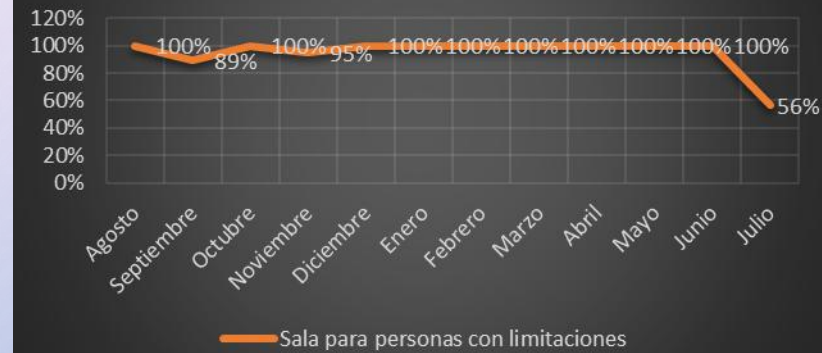 120%
100%
80%
60%
40%
20%
0%
100%
89%
100%
95%
100%
100%
100%
100%
100%
100%
100%
56%
Agosto
Septiembre
Octubre
Noviembre
Diciembre
Enero
Febrero
Marzo
Abril
Mayo
Junio
Julio
Sala para personas con limitaciones